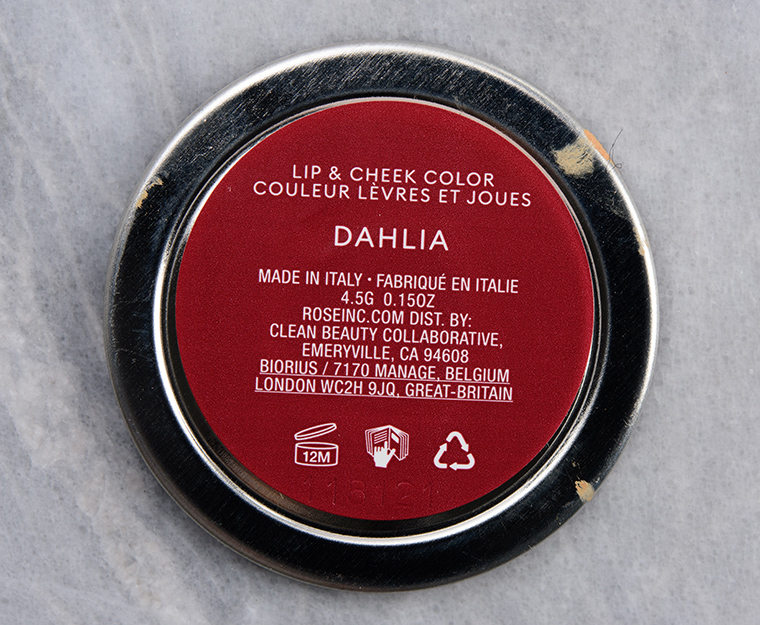 LIP & CHEEK COLOR
COULEUR LÈVRES ET JOUES
DAHLIA
MADE IN ITALY • FABRIQUÉ EN ITALIE
4.5G 0.15OZ
ROSEINC.COM DIST. BY:
CLEAN BEAUTY COLLABORATIVE,
EMERYVILLE, CA 94608
BIORIUS / 7170 MANAGE, BELGIUM
LONDON WC2H 9JQ, GREAT-BRITAIN
12M